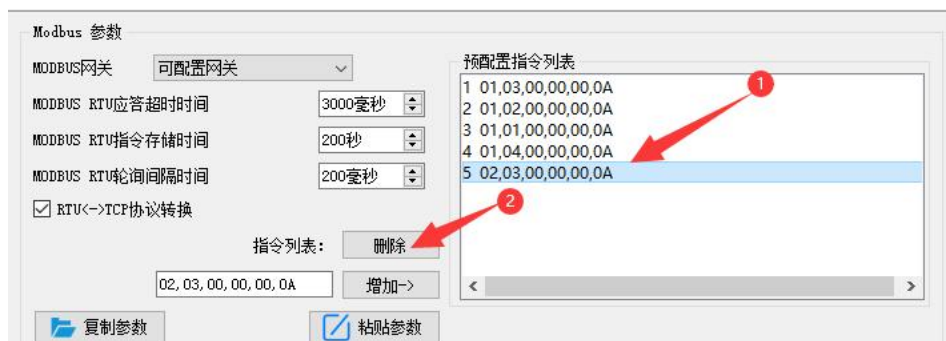 Modbus 参数
MODBUS网关 可配置网关
MODBUS RTU应答超时时间 3000毫秒
MODBUS RTU指令存储时间 200秒
MODBUS RTU轮询间隔时间 200毫秒
RTU<->TCP协议转换
指令列表: 删除
02,03,00,00,00,0A 增加->
复制参数 粘贴参数
预配置指令列表
1 01,03,00,00,00,0A
2 01,02,00,00,00,0A
3 01,01,00,00,00,0A
4 01,04,00,00,00,0A
5 02,03,00,00,00,0A
1
2